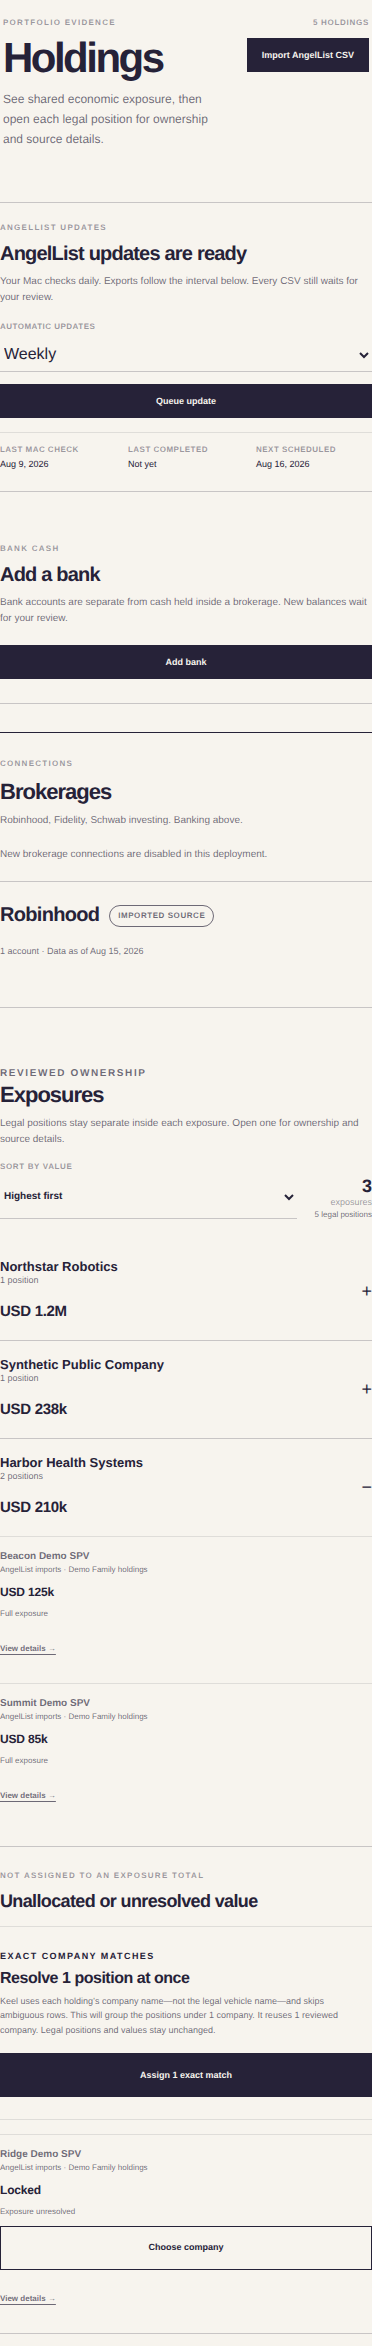 PORTFOLIO EVIDENCE
5 HOLDINGS
Holdings
Import AngelList CSV
See shared economic exposure, then
open each legal position for ownership
and source details.
ANGELLIST UPDATES
AngelList updates are ready
Your Mac checks daily. Exports follow the interval below. Every CSV still waits for
your review.
AUTOMATIC UPDATES
Weekly
Queue update
LAST MAC CHECK
LAST COMPLETED
NEXT SCHEDULED
Aug 9, 2026
Not yet
Aug 16, 2026
BANK CASH
Add a bank
Bank accounts are separate from cash held inside a brokerage. New balances wait
for your review.
Add bank
CONNECTIONS
Brokerages
Robinhood, Fidelity, Schwab investing. Banking above.
New brokerage connections are disabled in this deployment.
Robinhood
IMPORTED SOURCE
1 account · Data as of Aug 15, 2026
REVIEWED OWNERSHIP
Exposures
Legal positions stay separate inside each exposure. Open one for ownership and
source details.
SORT BY VALUE
Highest first
3
exposures
5 legal positions
Northstar Robotics
1 position
+
USD 1.2M
Synthetic Public Company
1 position
+
USD 238k
Harbor Health Systems
2 positions
−
USD 210k
Beacon Demo SPV
AngelList imports · Demo Family holdings
USD 125k
Full exposure
View details →
Summit Demo SPV
AngelList imports · Demo Family holdings
USD 85k
Full exposure
View details →
NOT ASSIGNED TO AN EXPOSURE TOTAL
Unallocated or unresolved value
EXACT COMPANY MATCHES
Resolve 1 position at once
Keel uses each holding's company name—not the legal vehicle name—and skips
ambiguous rows. This will group the positions under 1 company. It reuses 1 reviewed
company. Legal positions and values stay unchanged.
Assign 1 exact match
Ridge Demo SPV
AngelList imports · Demo Family holdings
Locked
Exposure unresolved
Choose company
View details →